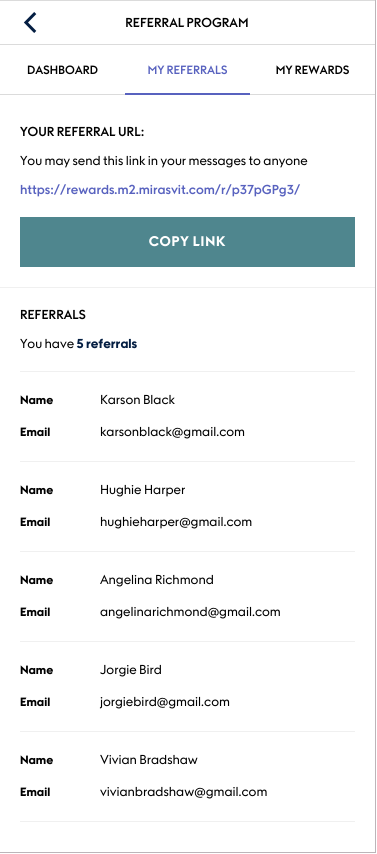 REFERRAL PROGRAM
DASHBOARD MY REFERRALS MY REWARDS
YOUR REFERRAL URL:
You may send this link in your messages to anyone
https://rewards.m2.mirasvit.com/r/p37pGPg3/
COPY LINK
REFERRALS
You have 5 referrals
Name Karson Black
Email karsonblack@gmail.com
Name Hughie Harper
Email hughieharper@gmail.com
Name Angelina Richmond
Email angelinarichmond@gmail.com
Name Jorgie Bird
Email jorgiebird@gmail.com
Name Vivian Bradshaw
Email vivianbradshaw@gmail.com